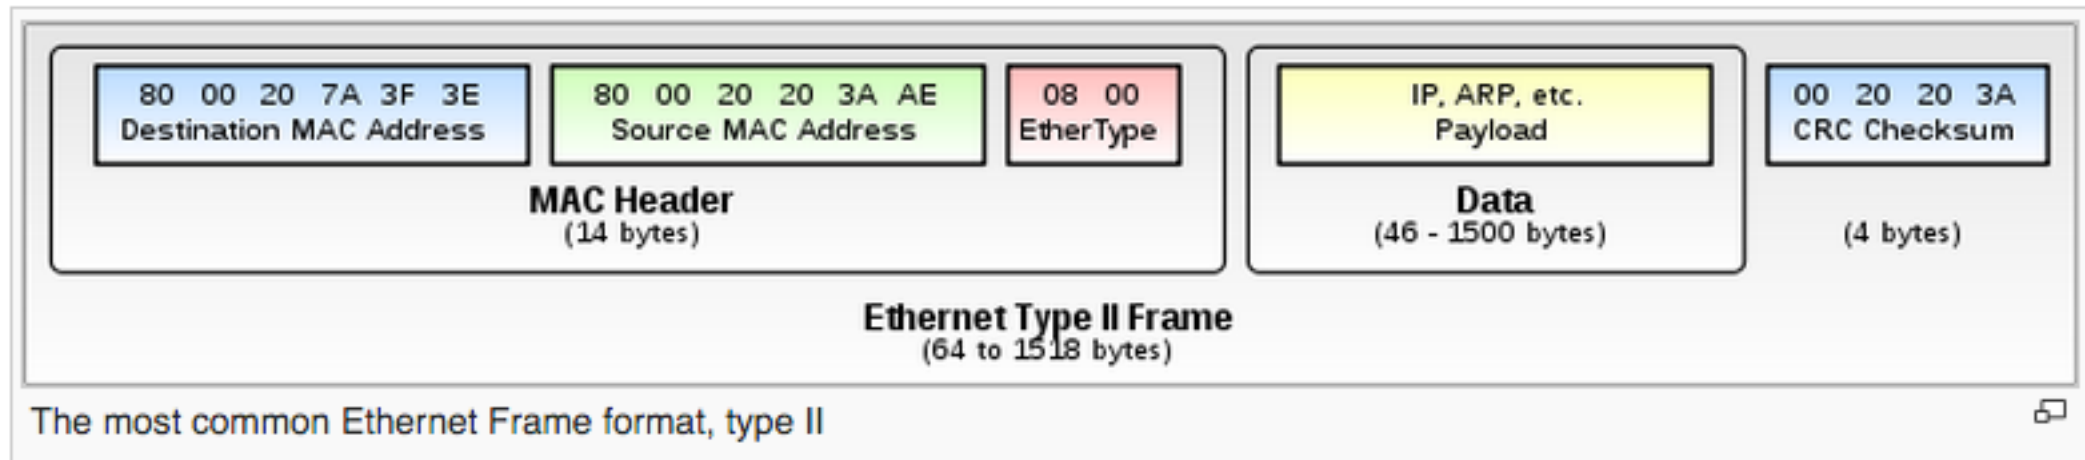 80 00 20 7A 3F 3E
Destination MAC Address
80 00 20 20 3A AE
Source MAC Address
08 00
EtherType
IP, ARP, etc.
Payload
00 20 20 3A
CRC Checksum
MAC Header
(14 bytes)
Data
(46 - 1500 bytes)
(4 bytes)
Ethernet Type II Frame
(64 to 1518 bytes)
The most common Ethernet Frame format, type II